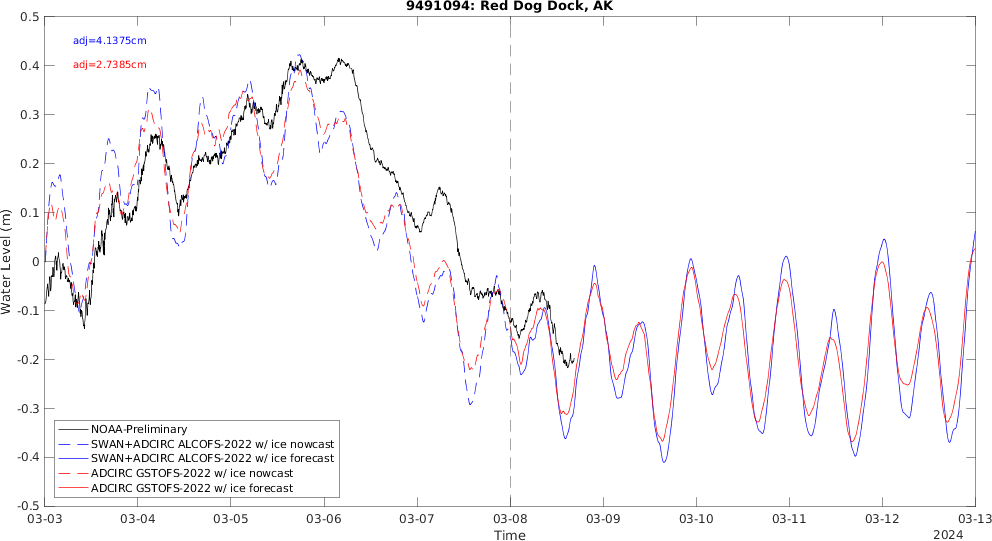 9491094: Red Dog Dock, AK
adj=4.1375cm
adj=2.7385cm
0.5
0.4
0.3
0.2
0.1
0
-0.1
-0.2
-0.3
-0.4
-0.5
Water Level (m)
NOAA-Preliminary
SWAN+ADCIRC ALCOFS-2022 w/ ice nowcast
SWAN+ADCIRC ALCOFS-2022 w/ ice forecast
ADCIRC GSTOFS-2022 w/ ice nowcast
ADCIRC GSTOFS-2022 w/ ice forecast
03-03 03-04 03-05 03-06 03-07 03-08 03-09 03-10 03-11 03-12 03-13
Time
2024